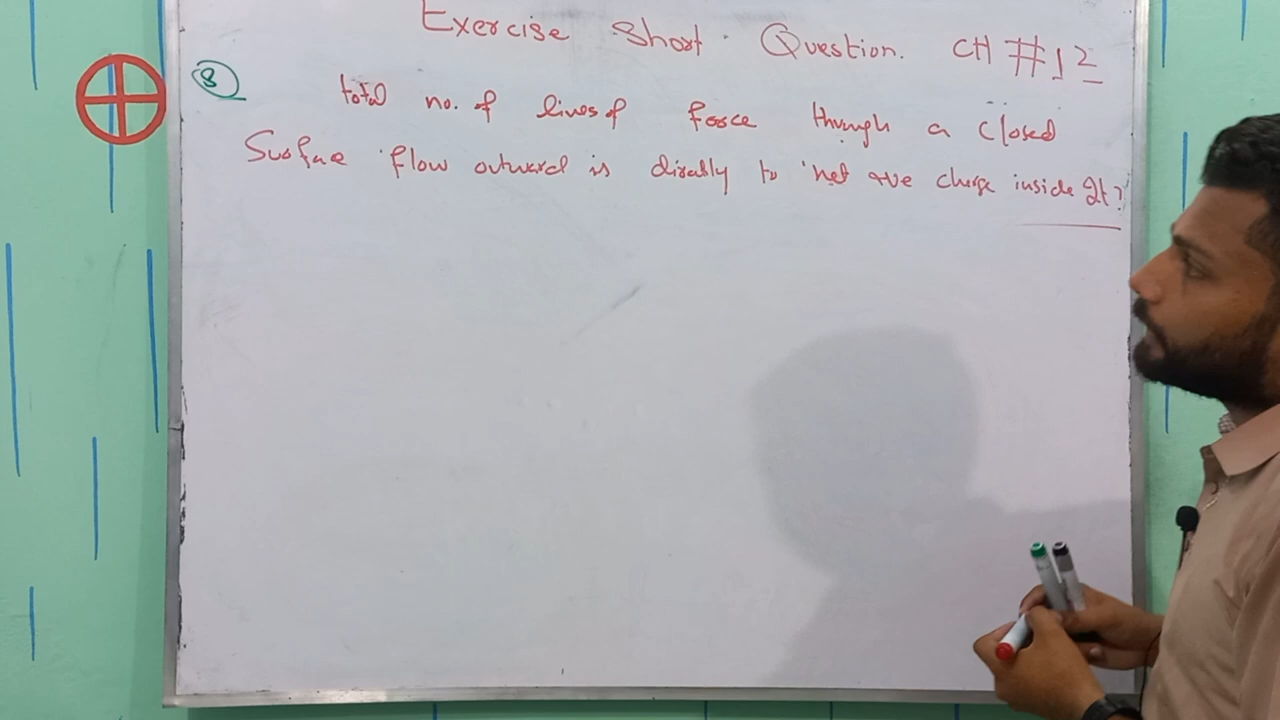 Exercise Short Question. CH #12
8
total no. of lines of force through a closed
Surface flow outward is dirally to net +ve charge inside It?